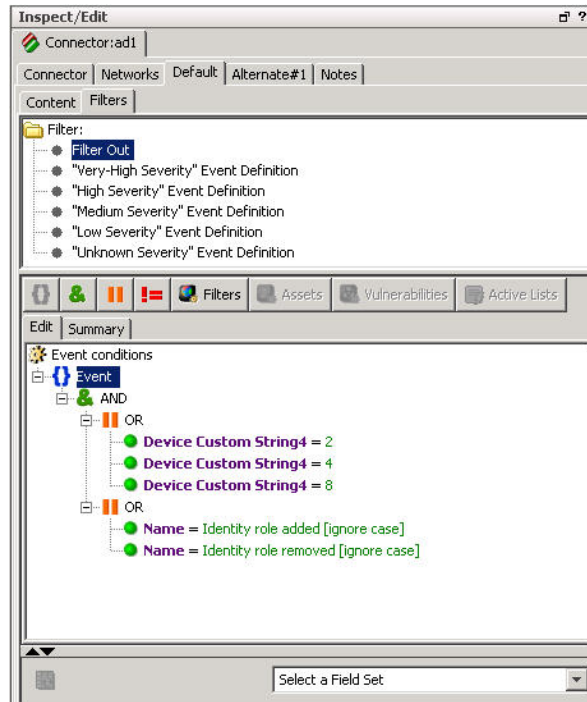 Inspect/Edit ?
Connector:ad1
Connector Networks Default Alternate#1 Notes
Content Filters
Filter:
Filter Out
"Very-High Severity" Event Definition
"High Severity" Event Definition
"Medium Severity" Event Definition
"Low Severity" Event Definition
"Unknown Severity" Event Definition
{} & != Filters Assets Vulnerabilities Active Lists
Edit Summary
Event conditions
{} Event
& AND
OR
Device Custom String4 = 2
Device Custom String4 = 4
Device Custom String4 = 8
OR
Name = Identity role added [ignore case]
Name = Identity role removed [ignore case]
Select a Field Set